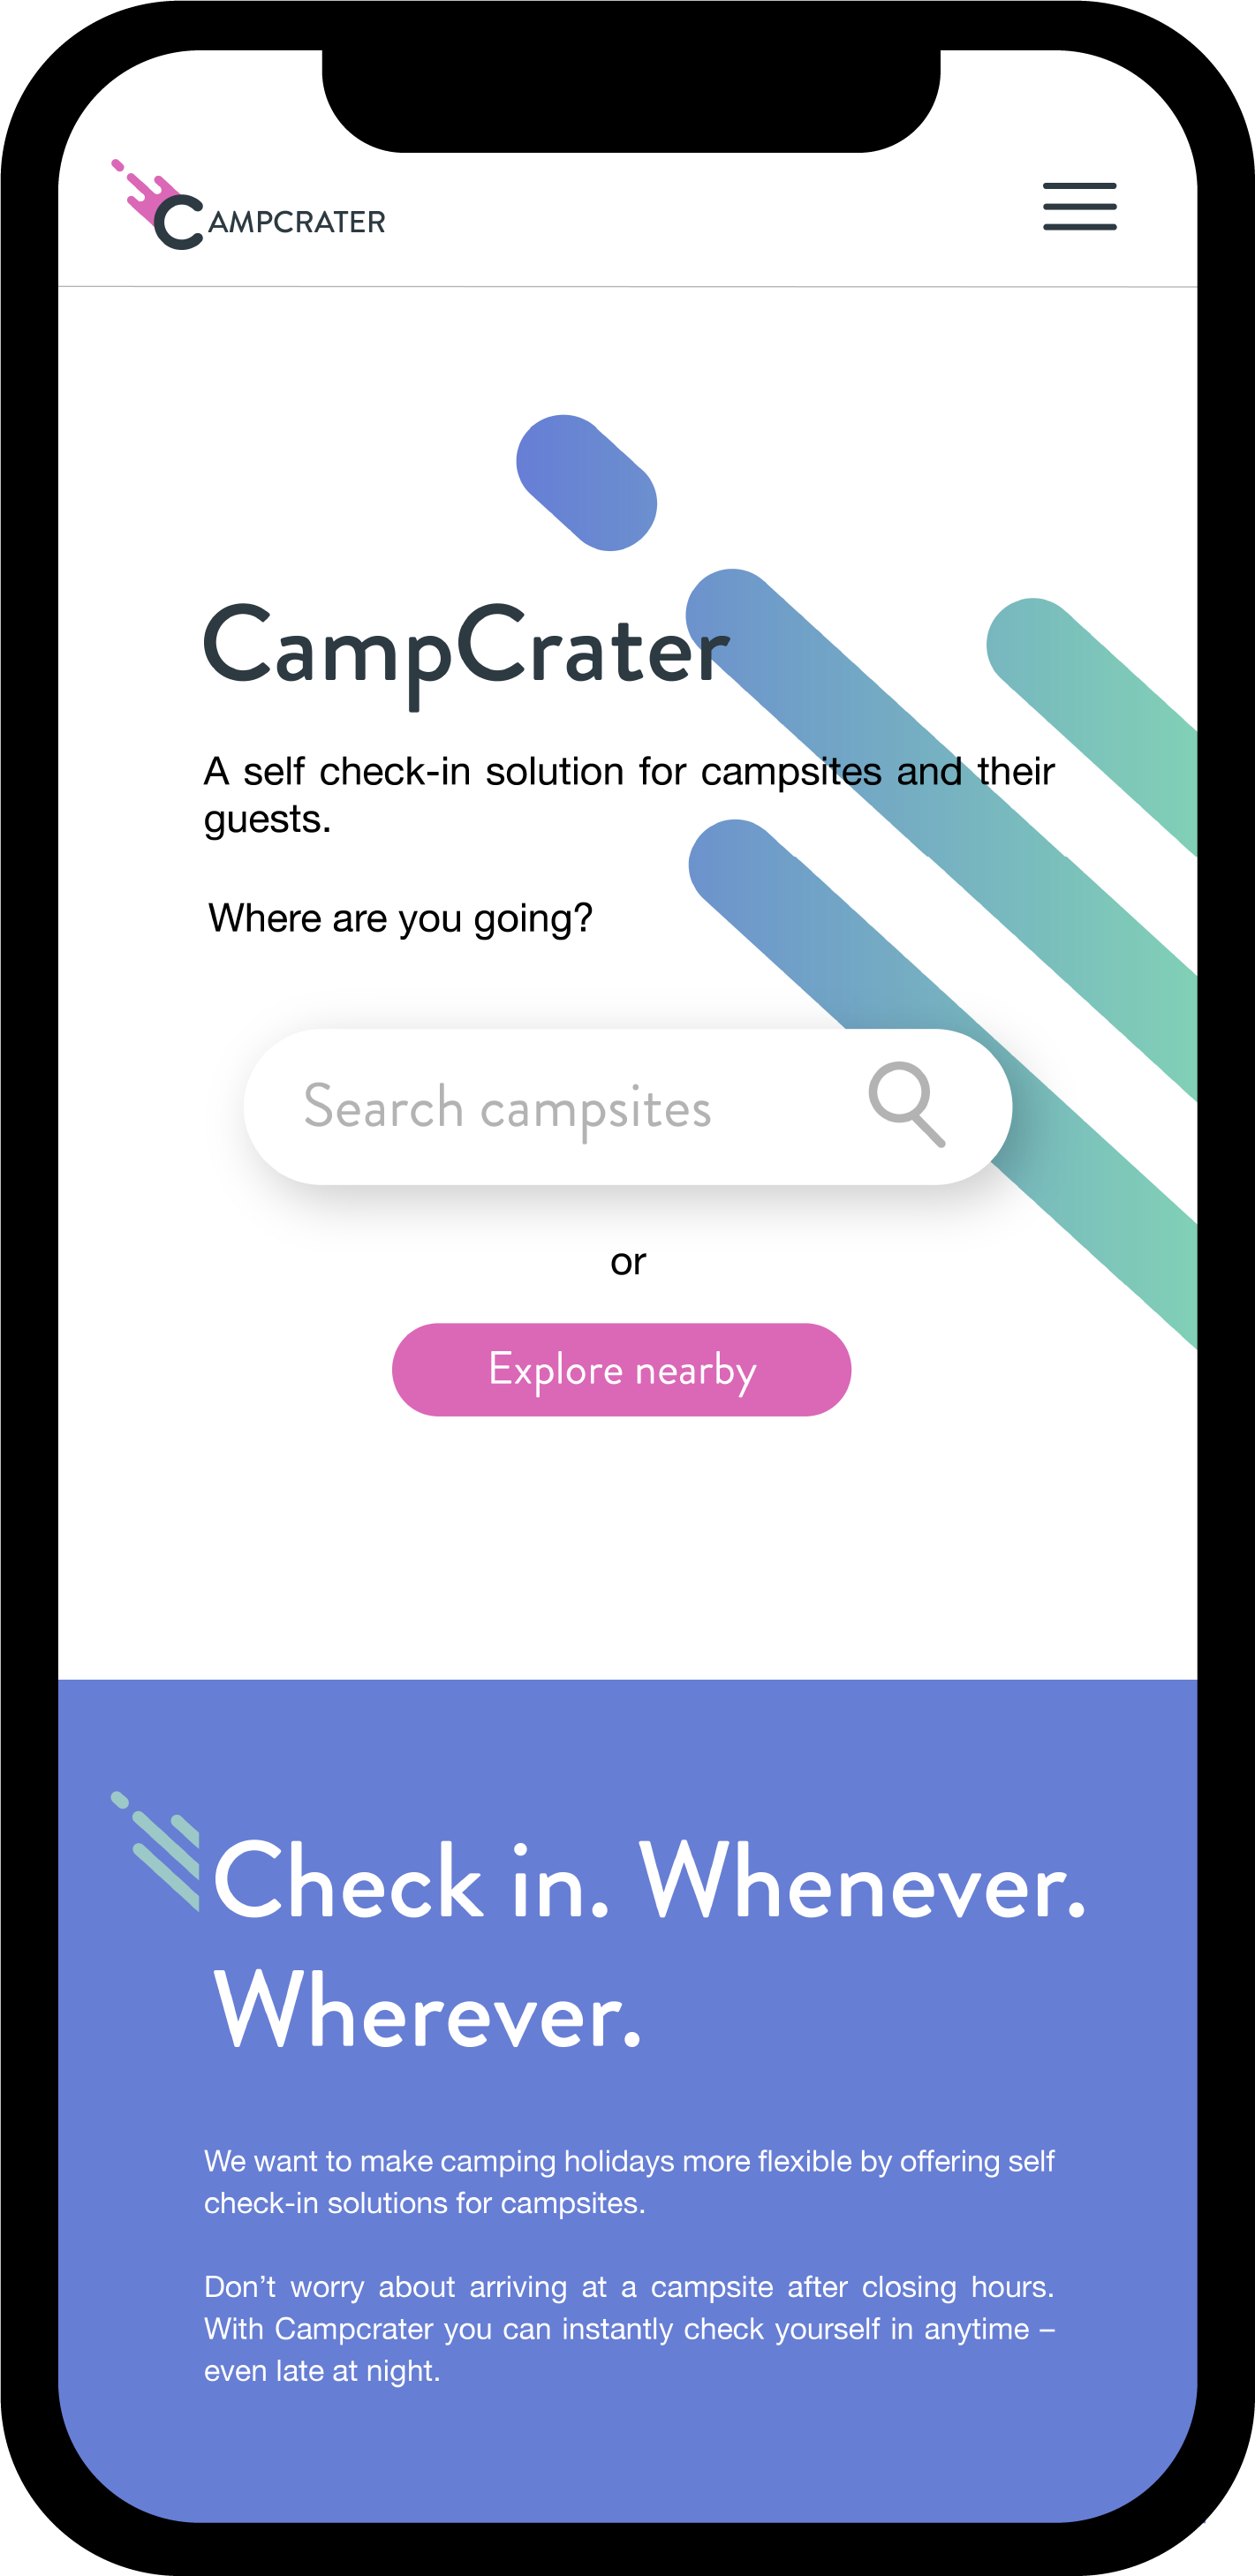 CAMPCRATER
CampCrater
A self check-in solution for campsites and their
guests.
Where are you going?
Search campsites
or
Explore nearby
Check in. Whenever.
Wherever.
We want to make camping holidays more flexible by offering self
check-in solutions for campsites.
Don’t worry about arriving at a campsite after closing hours.
With Campcrater you can instantly check yourself in anytime –
even late at night.